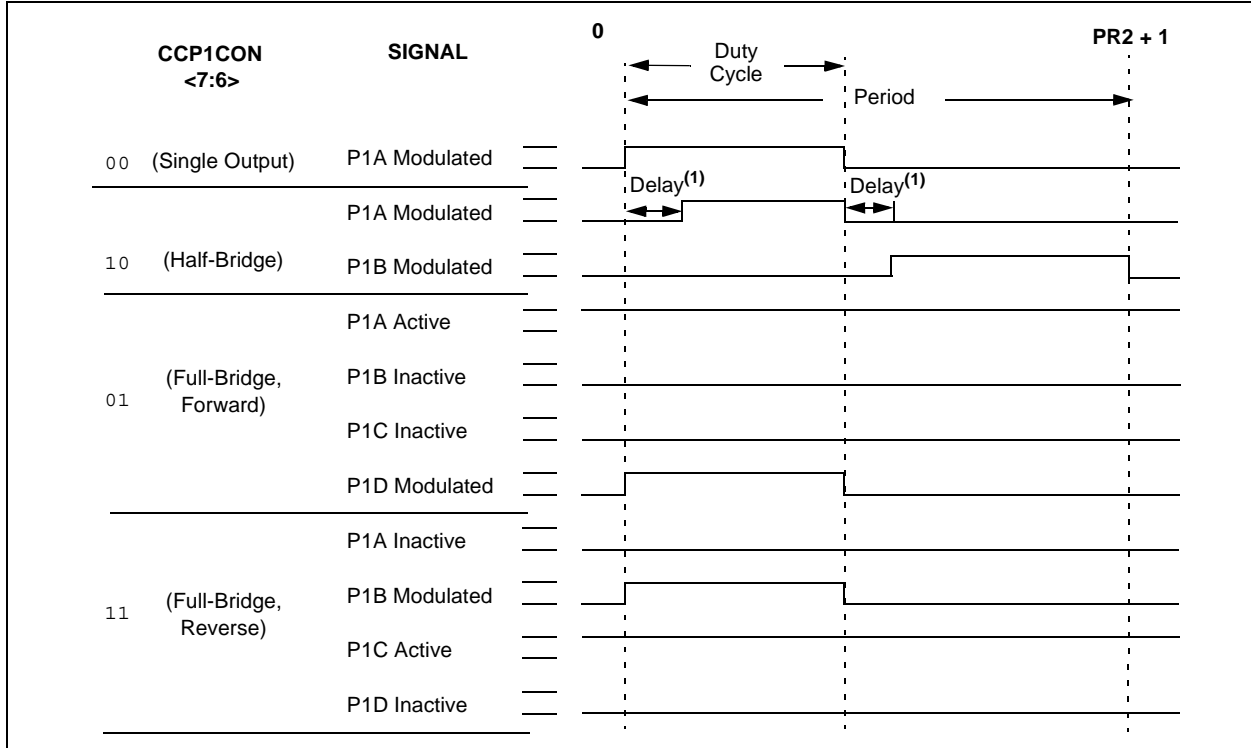 CCP1CON
<7:6>
SIGNAL
0
PR2 + 1
Duty
Cycle
Period
00 (Single Output) P1A Modulated
Delay(1) Delay(1)
P1A Modulated
10 (Half-Bridge) P1B Modulated
P1A Active
(Full-Bridge,
Forward)
01
P1B Inactive
P1C Inactive
P1D Modulated
P1A Inactive
11
(Full-Bridge,
Reverse)
P1B Modulated
P1C Active
P1D Inactive